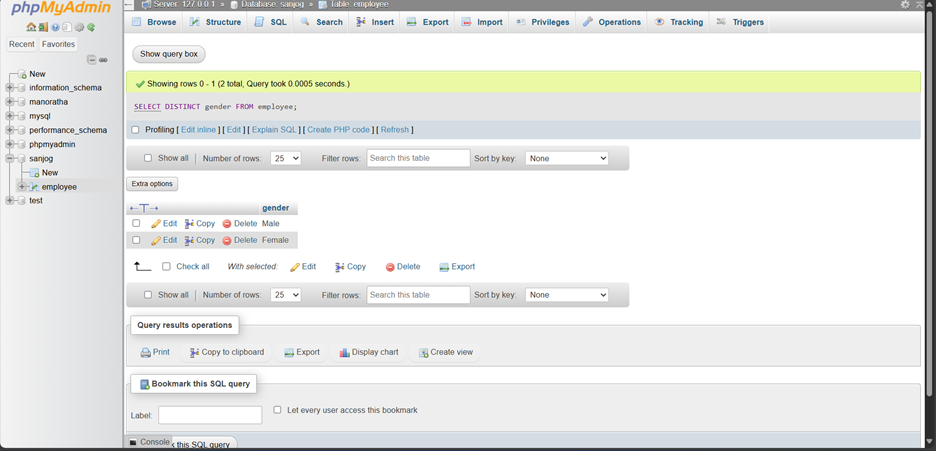 phpMyAdmin
Server: 127.0.0.1 » Database: sanjog » Table: employee
Browse Structure SQL Search Insert Export Import Privileges Operations Tracking Triggers
Recent Favorites
New
information_schema
manoratha
mysql
performance_schema
phpmyadmin
sanjog
New
employee
test
Show query box
Showing rows 0 - 1 (2 total, Query took 0.0005 seconds.)
SELECT DISTINCT gender FROM employee;
Profiling [ Edit inline ] [ Edit ] [ Explain SQL ] [ Create PHP code ] [ Refresh ]
Show all Number of rows: 25 Filter rows: Search this table Sort by key: None
Extra options
←T→ gender
Edit Copy Delete Male
Edit Copy Delete Female
Check all With selected: Edit Copy Delete Export
Show all Number of rows: 25 Filter rows: Search this table Sort by key: None
Query results operations
Print Copy to clipboard Export Display chart Create view
Bookmark this SQL query
Label: Let every user access this bookmark
Console k this SQL query